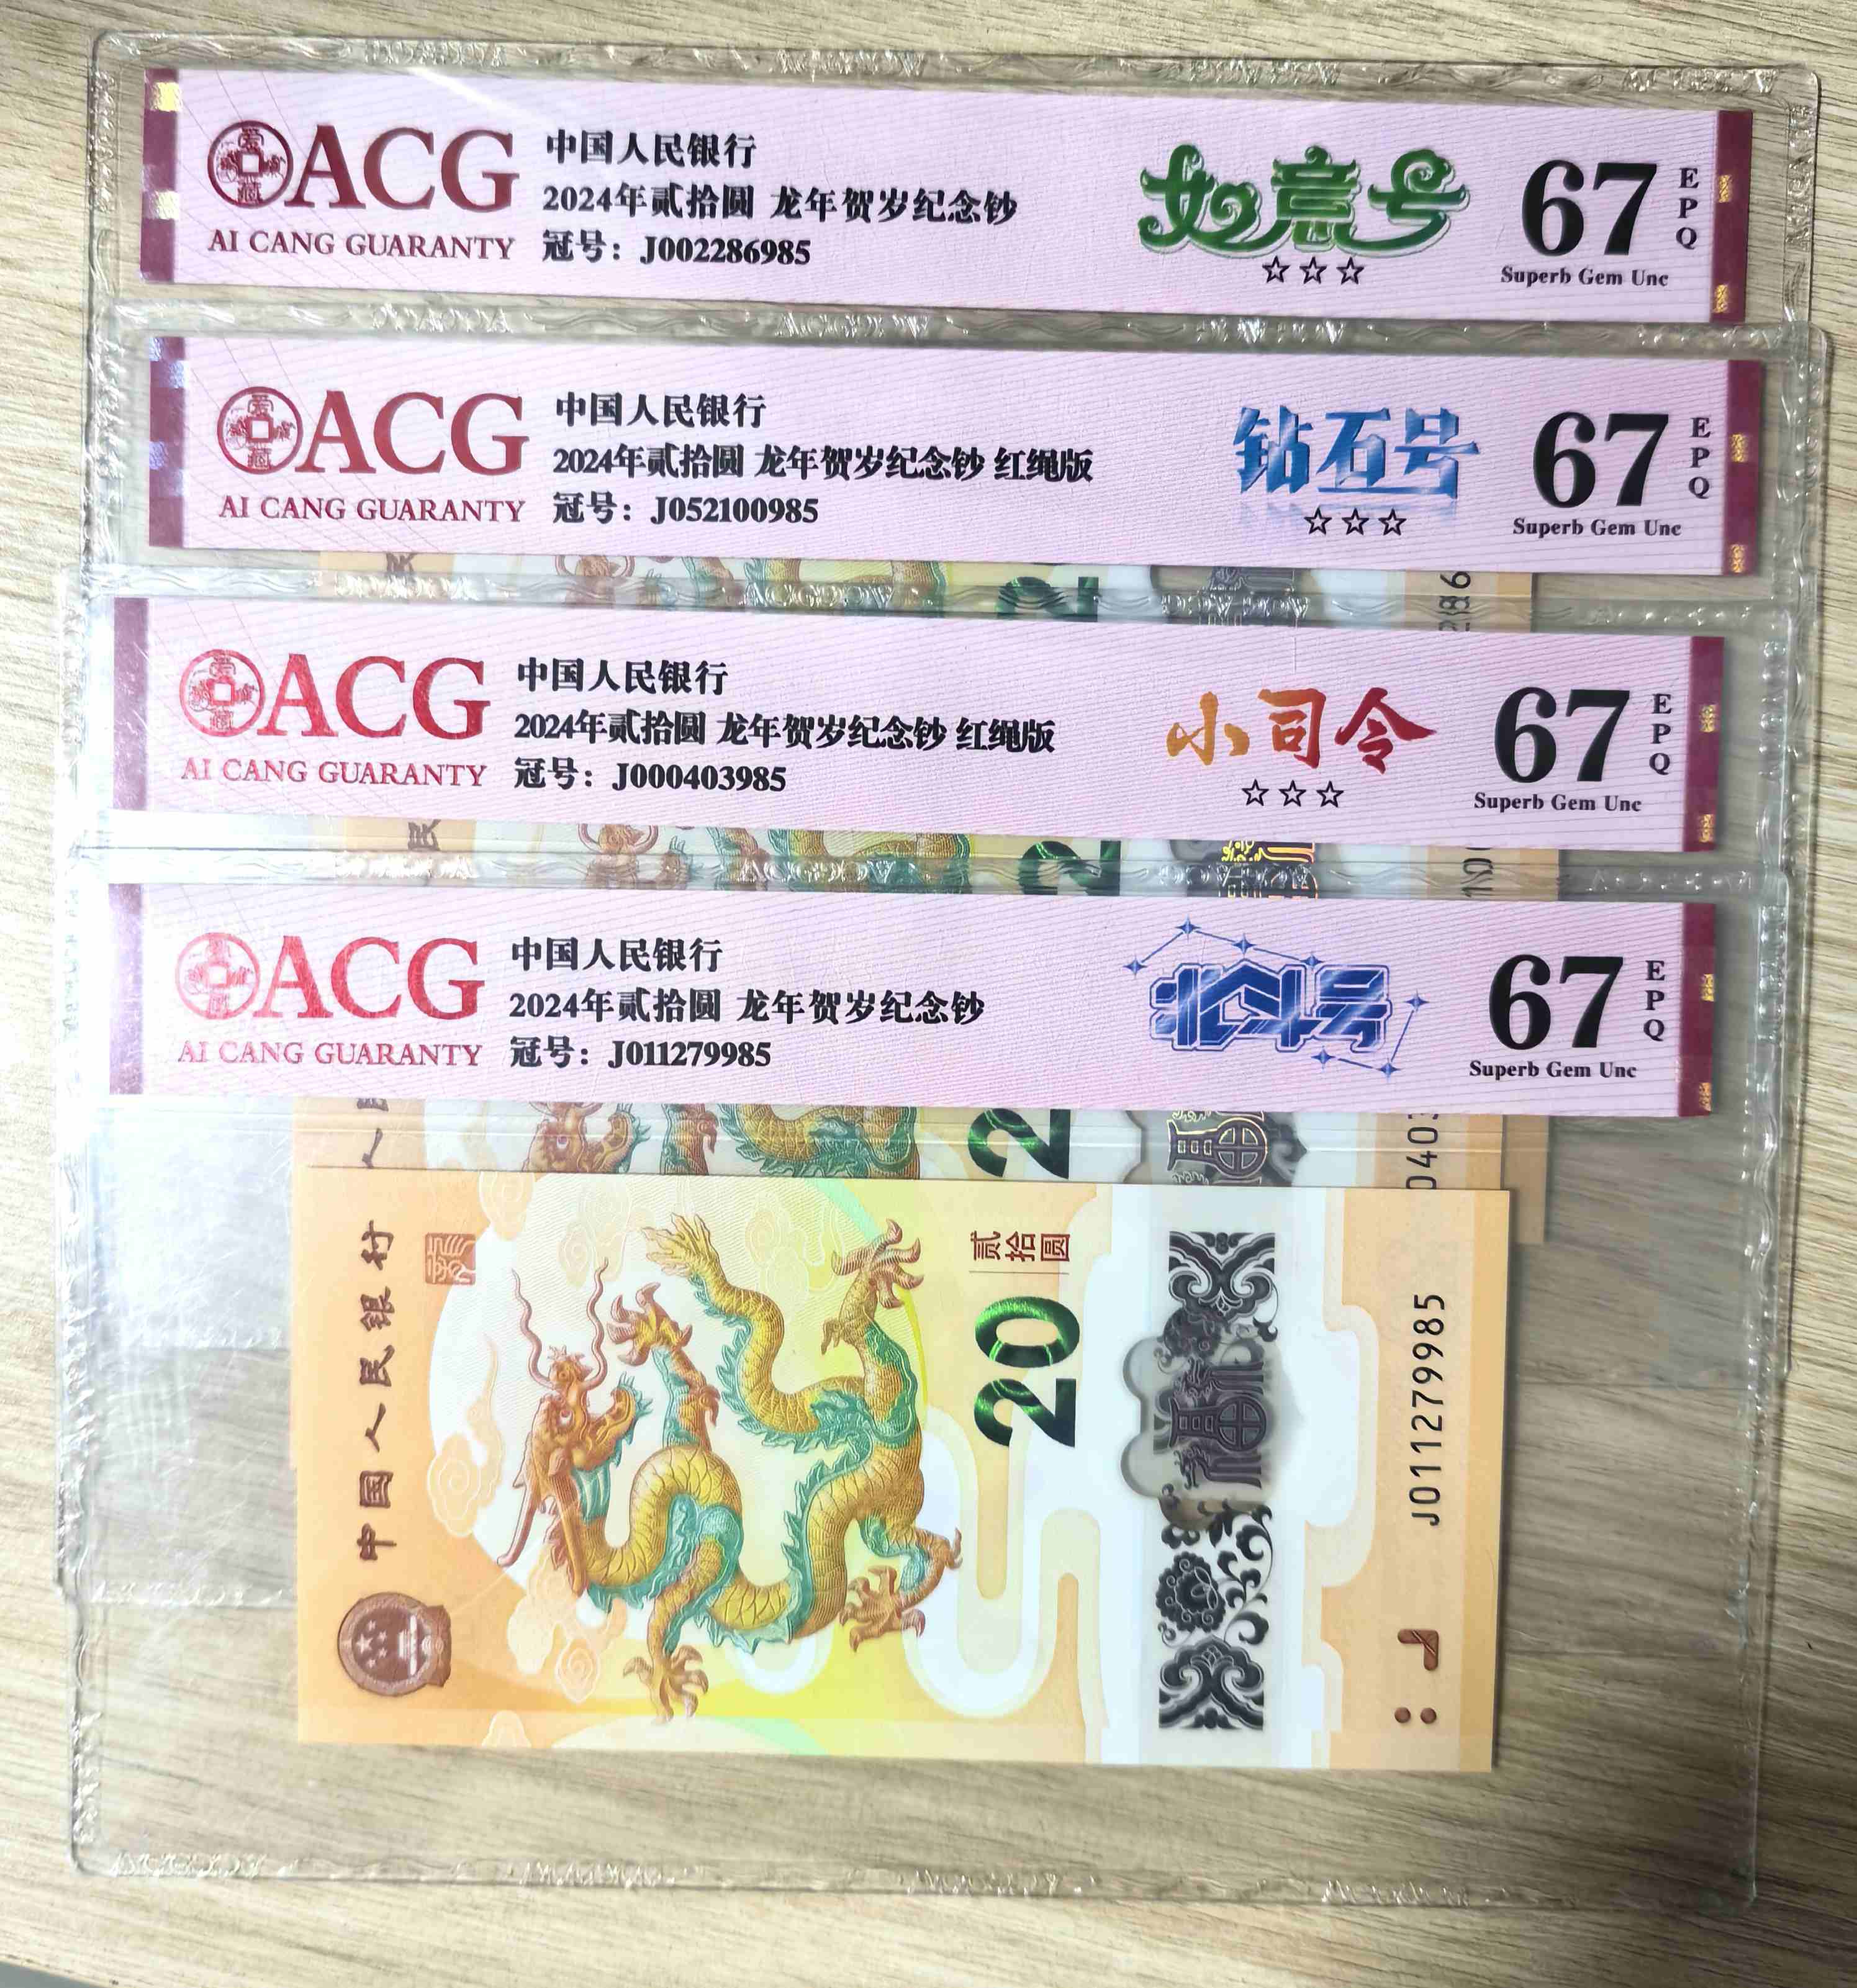 ACG
AI CANG GUARANTY
中国人民银行
2024年贰拾圆 龙年贺岁纪念钞
冠号：J002286985
如意号
☆☆☆
67
EPQ
Superb Gem Unc
ACG
AI CANG GUARANTY
中国人民银行
2024年贰拾圆 龙年贺岁纪念钞 红绳版
冠号：J052100985
钻石号
☆☆☆
67
EPQ
Superb Gem Unc
ACG
AI CANG GUARANTY
中国人民银行
2024年贰拾圆 龙年贺岁纪念钞 红绳版
冠号：J000403985
小司令
☆☆☆
67
EPQ
Superb Gem Unc
ACG
AI CANG GUARANTY
中国人民银行
2024年贰拾圆 龙年贺岁纪念钞
冠号：J011279985
北斗号
67
EPQ
Superb Gem Unc
中国人民银行
贰拾圆
20
福
J011279985